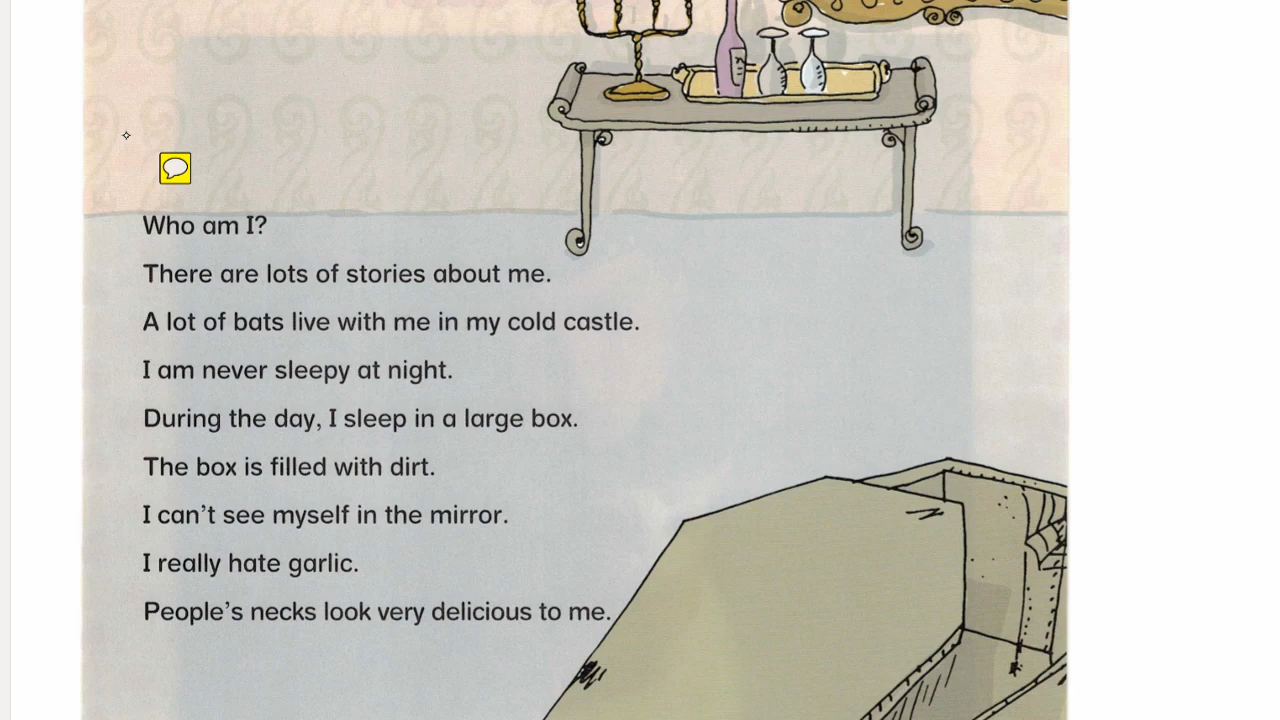 Who am I?
There are lots of stories about me.
A lot of bats live with me in my cold castle.
I am never sleepy at night.
During the day, I sleep in a large box.
The box is filled with dirt.
I can’t see myself in the mirror.
I really hate garlic.
People’s necks look very delicious to me.